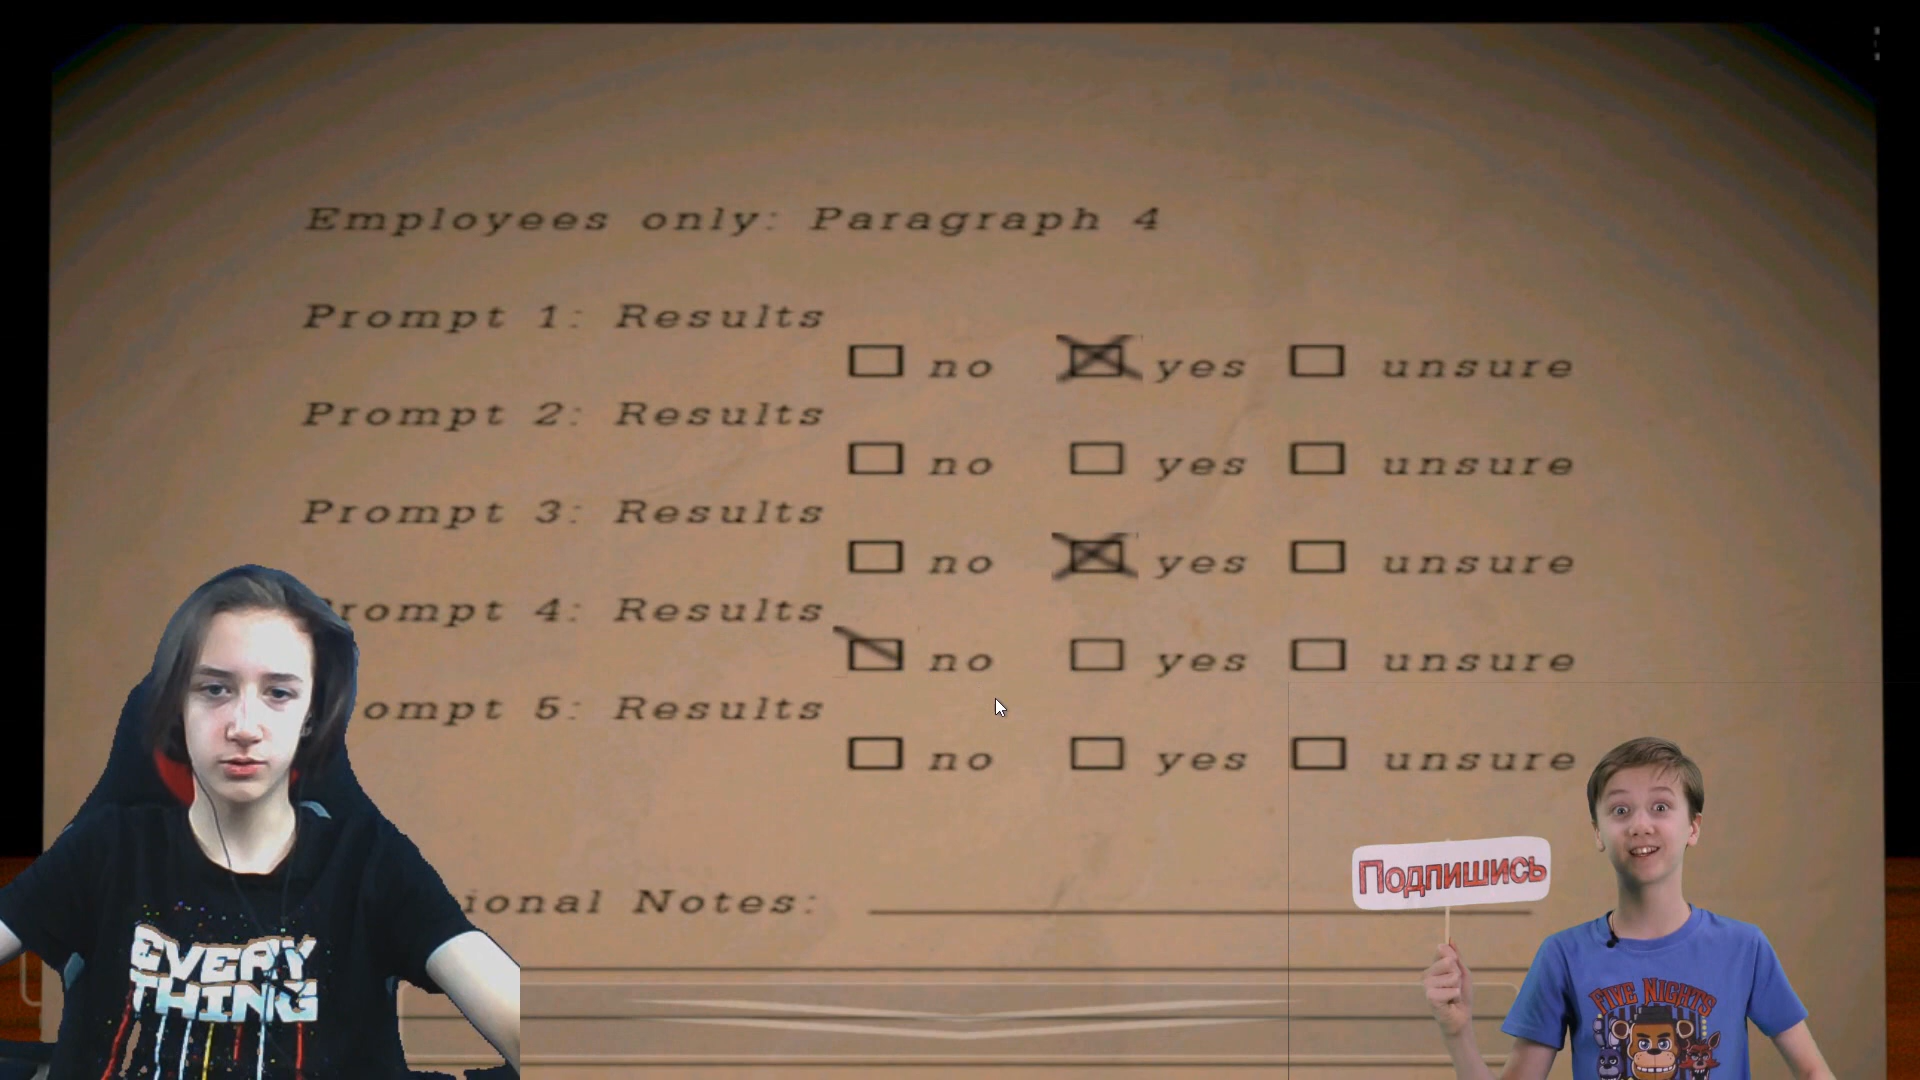 Employees only: Paragraph 4
Prompt 1: Results
no yes unsure
Prompt 2: Results
no yes unsure
Prompt 3: Results
no yes unsure
rompt 4: Results
no yes unsure
ompt 5: Results
no yes unsure
ional Notes:
Подпишись
EVERY
THING
FIVE NIGHTS